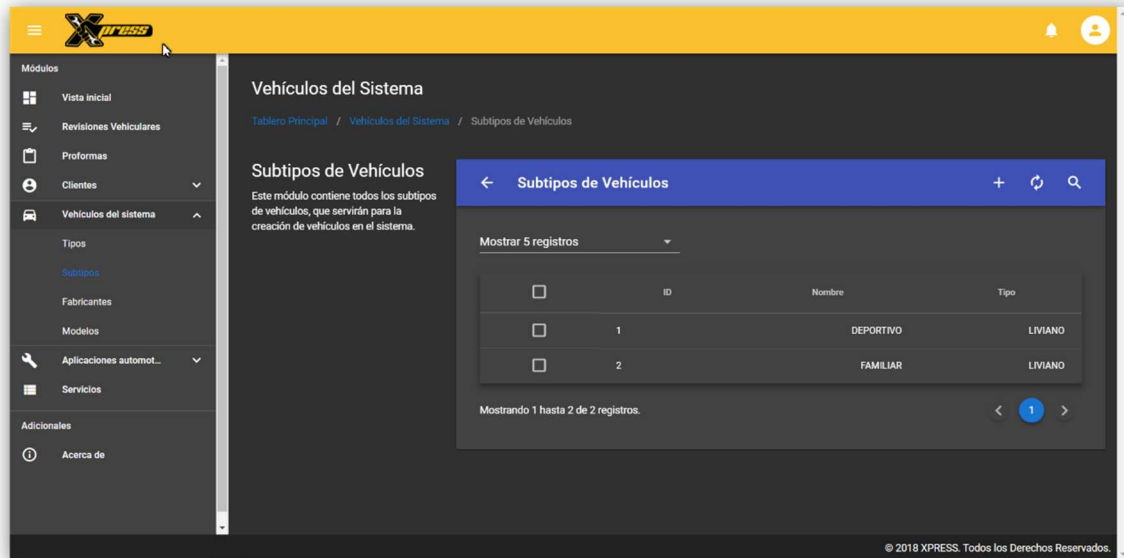 Xpress
Módulos
Vista inicial
Revisiones Vehiculares
Proformas
Clientes
Vehículos del sistema
Tipos
Subtipos
Fabricantes
Modelos
Aplicaciones automot...
Servicios
Adicionales
Acerca de
Vehículos del Sistema
Tablero Principal / Vehículos del Sistema / Subtipos de Vehículos
Subtipos de Vehículos
Este módulo contiene todos los subtipos
de vehículos, que servirán para la
creación de vehículos en el sistema.
Subtipos de Vehículos
Mostrar 5 registros
ID Nombre Tipo
1 DEPORTIVO LIVIANO
2 FAMILIAR LIVIANO
Mostrando 1 hasta 2 de 2 registros.
1
© 2018 XPRESS. Todos los Derechos Reservados.